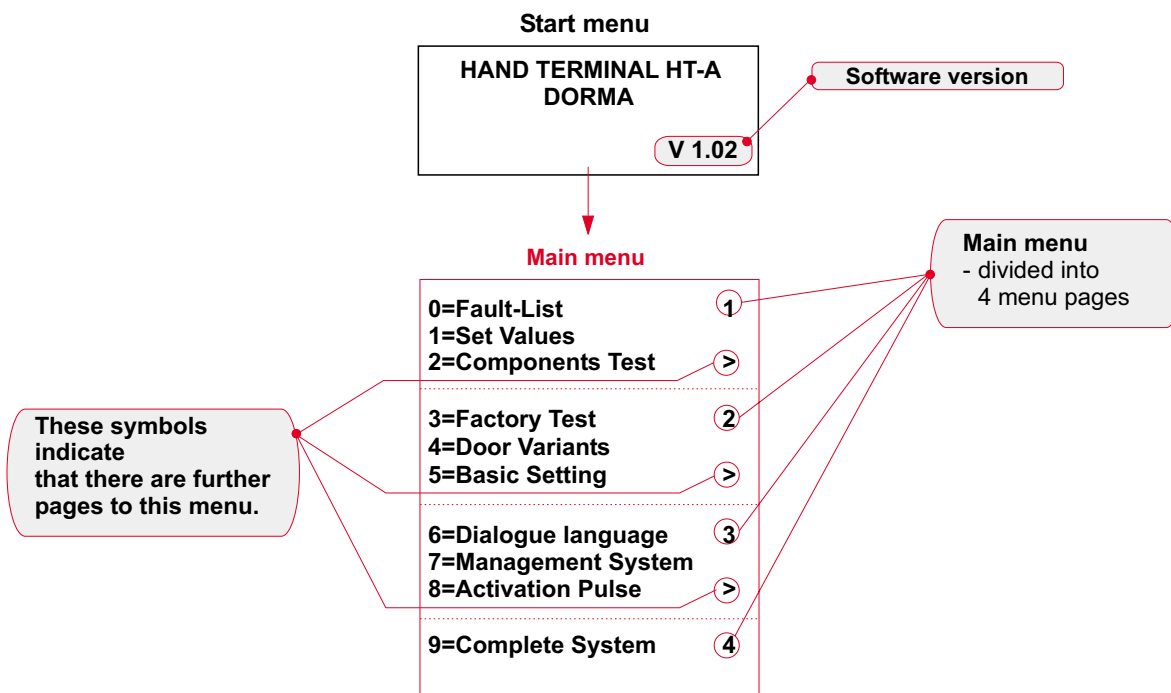 Start menu
HAND TERMINAL HT-A
DORMA
V 1.02
Software version
Main menu
0=Fault-List 1
1=Set Values
2=Components Test >
3=Factory Test 2
4=Door Variants
5=Basic Setting >
6=Dialogue language 3
7=Management System
8=Activation Pulse >
9=Complete System 4
Main menu
- divided into
4 menu pages
These symbols
indicate
that there are further
pages to this menu.